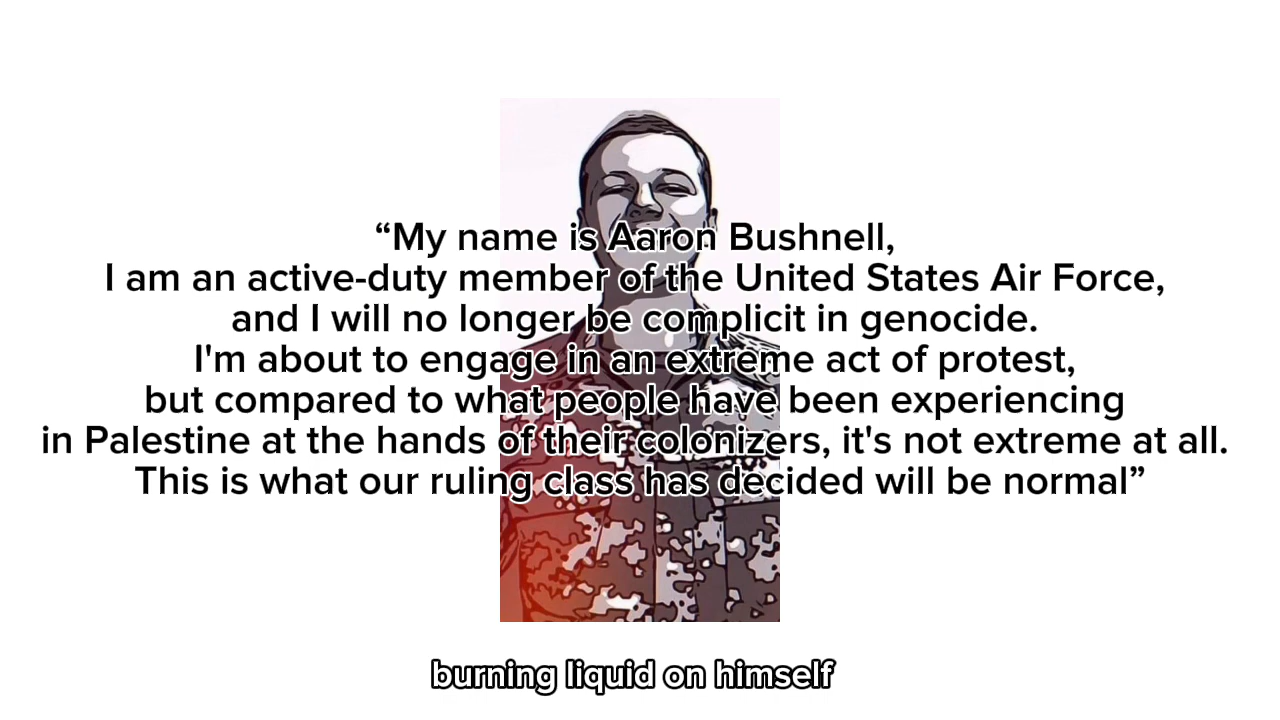 “My name is Aaron Bushnell,
I am an active-duty member of the United States Air Force,
and I will no longer be complicit in genocide.
I'm about to engage in an extreme act of protest,
but compared to what people have been experiencing
in Palestine at the hands of their colonizers, it's not extreme at all.
This is what our ruling class has decided will be normal”
burning liquid on himself